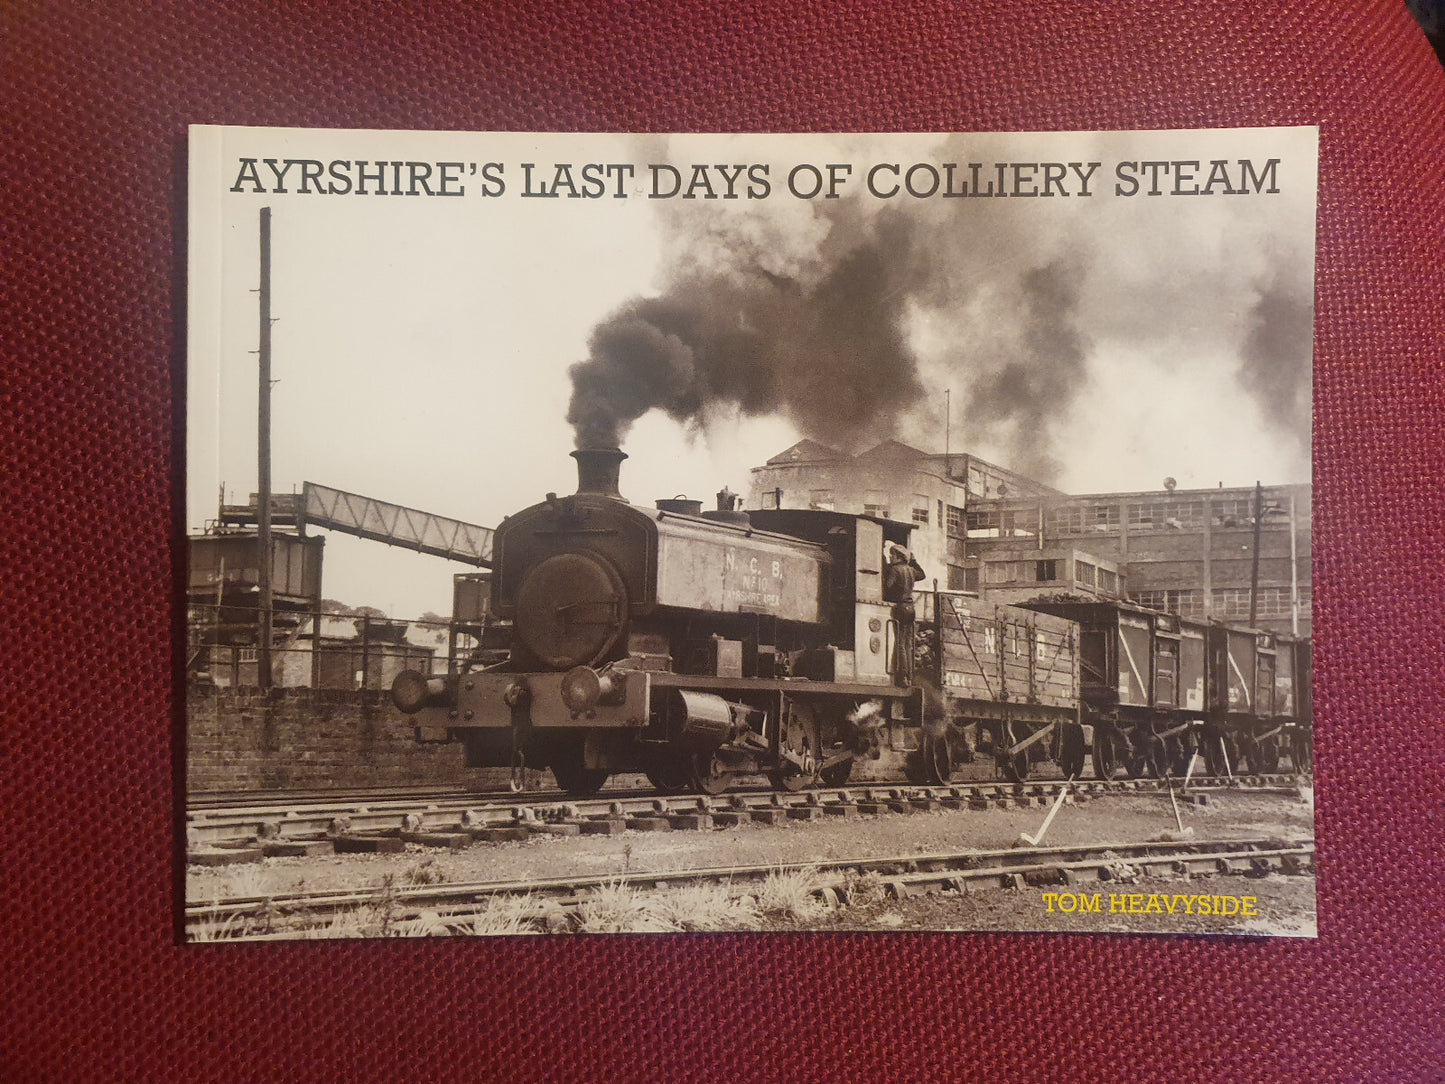 AYRSHIRE'S LAST DAYS OF COLLIERY STEAM
N. C. B.
Nº 10
AYRSHIRE AREA
N. C. B
TOM HEAVYSIDE